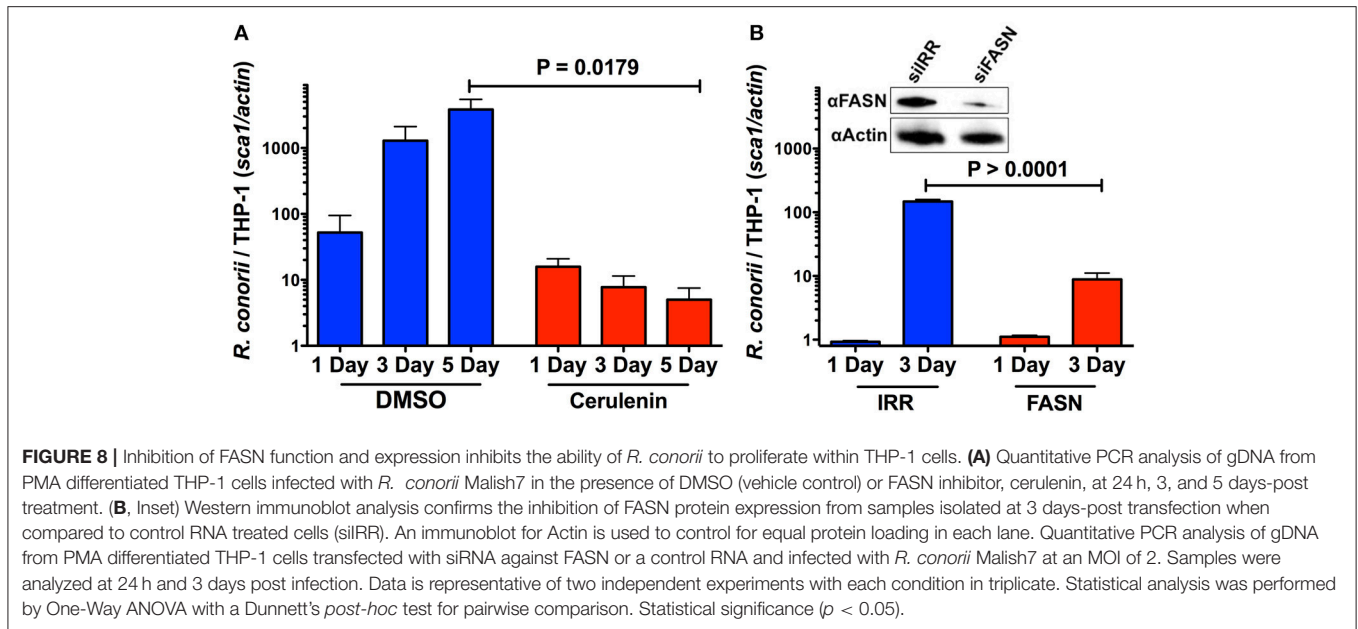 A
P = 0.0179
R. conorii / THP-1 (sca1/actin)
1000
100
10
1
1 Day 3 Day 5 Day 1 Day 3 Day 5 Day
DMSO Cerulenin
B
siIRR siFASN
αFASN
αActin
P > 0.0001
R. conorii / THP-1 (sca1/actin)
1000
100
10
1
1 Day 3 Day 1 Day 3 Day
IRR FASN
FIGURE 8 | Inhibition of FASN function and expression inhibits the ability of R. conorii to proliferate within THP-1 cells. (A) Quantitative PCR analysis of gDNA from
PMA differentiated THP-1 cells infected with R. conorii Malish7 in the presence of DMSO (vehicle control) or FASN inhibitor, cerulenin, at 24 h, 3, and 5 days-post
treatment. (B, Inset) Western immunoblot analysis confirms the inhibition of FASN protein expression from samples isolated at 3 days-post transfection when
compared to control RNA treated cells (siIRR). An immunoblot for Actin is used to control for equal protein loading in each lane. Quantitative PCR analysis of gDNA
from PMA differentiated THP-1 cells transfected with siRNA against FASN or a control RNA and infected with R. conorii Malish7 at an MOI of 2. Samples were
analyzed at 24 h and 3 days post infection. Data is representative of two independent experiments with each condition in triplicate. Statistical analysis was performed
by One-Way ANOVA with a Dunnett's post-hoc test for pairwise comparison. Statistical significance (p < 0.05).